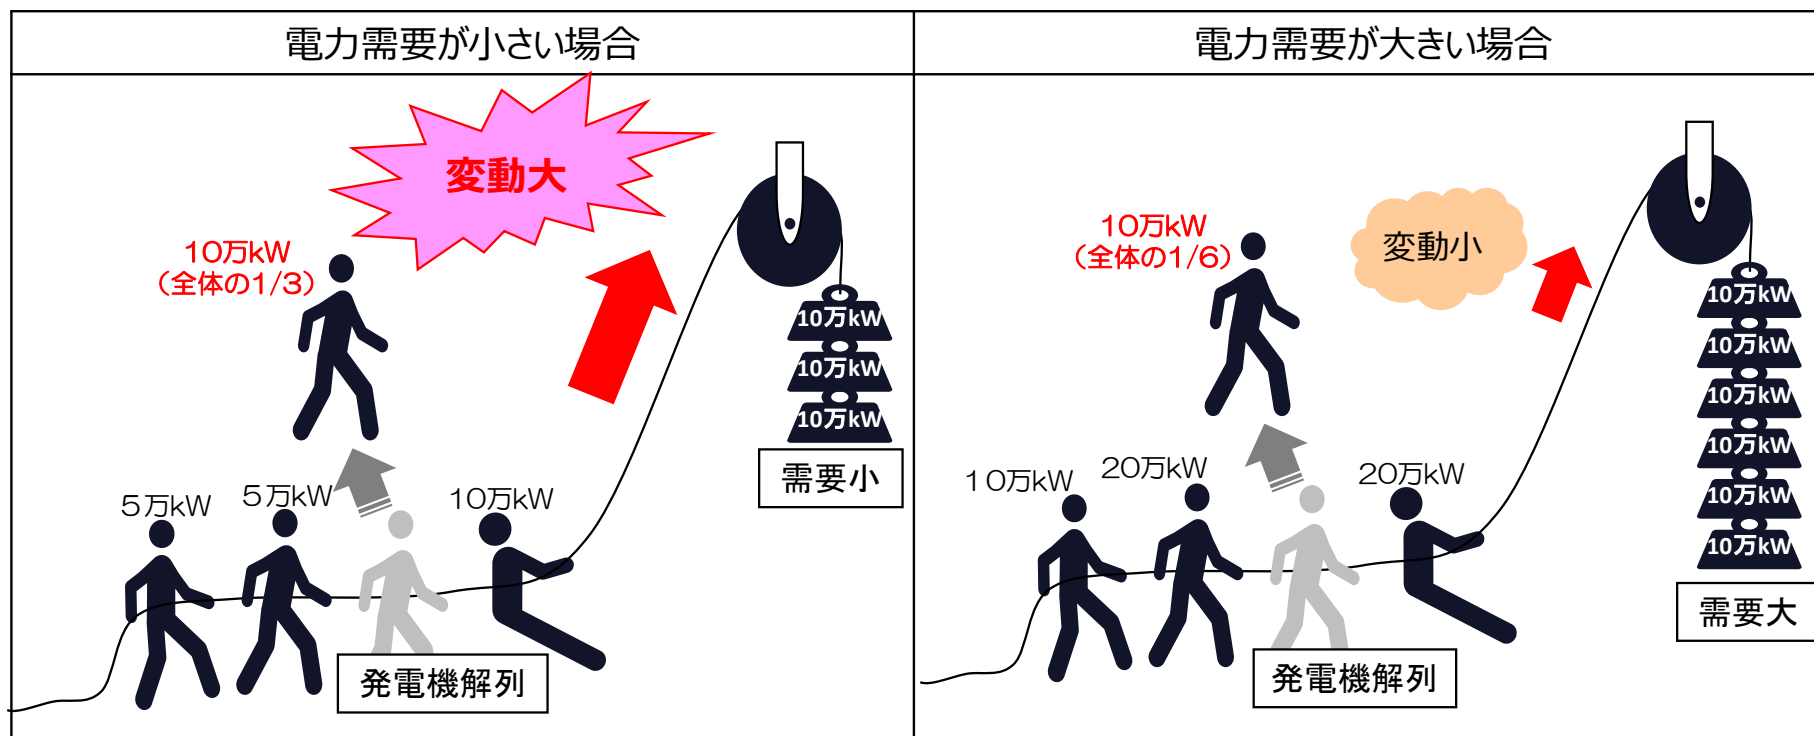 電力需要が小さい場合
変動大
10万kW
（全体の1/3）
10万kW
10万kW
10万kW
需要小
5万kW
5万kW
10万kW
発電機解列
電力需要が大きい場合
10万kW
（全体の1/6）
変動小
10万kW
10万kW
10万kW
10万kW
10万kW
10万kW
需要大
10万kW
20万kW
20万kW
発電機解列